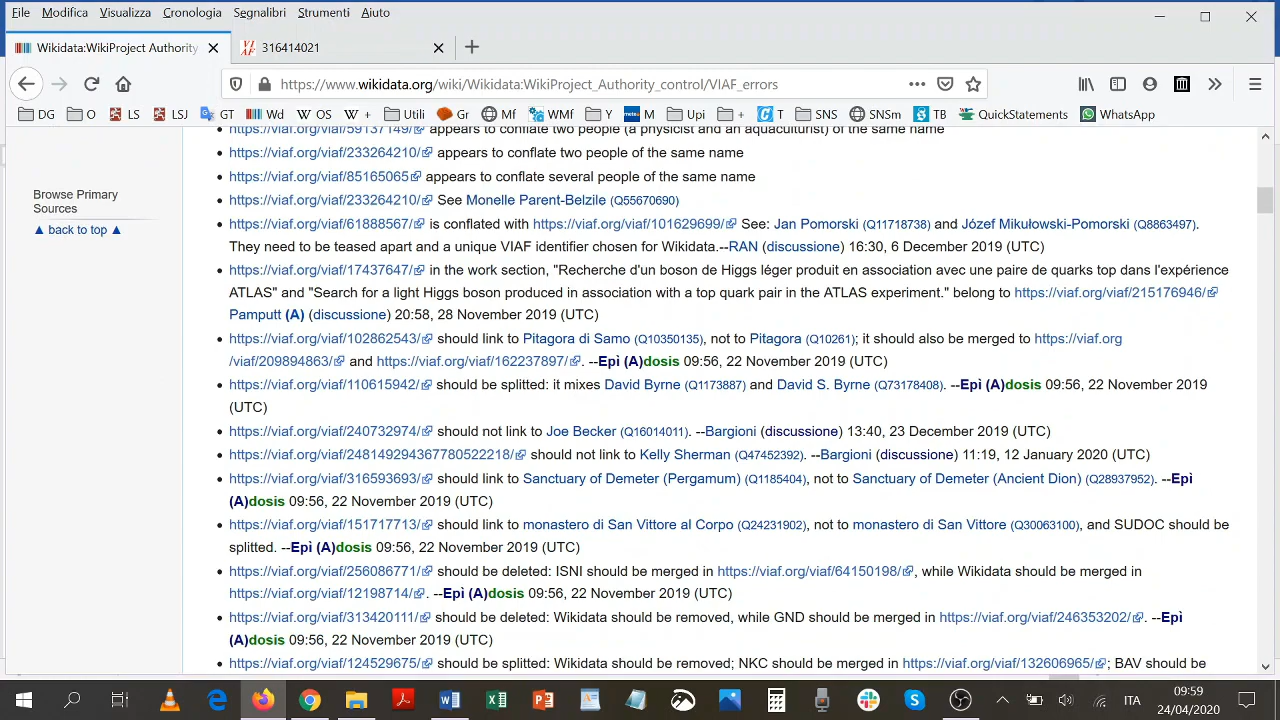 File Modifica Visualizza Cronologia Segnalibri Strumenti Aiuto
Wikidata:WikiProject Authority
316414021
https://www.wikidata.org/wiki/Wikidata:WikiProject_Authority_control/VIAF_errors
DG O LS LSJ GT Wd OS + Utili Gr Mf WMf Y M Upi + T SNS SNSm TB QuickStatements WhatsApp
Browse Primary
Sources
▲ back to top ▲
https://viaf.org/viaf/59137149/ appears to conflate two people (a physicist and an aquaculturist) of the same name
https://viaf.org/viaf/233264210/ appears to conflate two people of the same name
https://viaf.org/viaf/85165065 appears to conflate several people of the same name
https://viaf.org/viaf/233264210/ See Monelle Parent-Belzile (Q55670690)
https://viaf.org/viaf/61888567/ is conflated with https://viaf.org/viaf/101629699/ See: Jan Pomorski (Q11718738) and Józef Mikułowski-Pomorski (Q8863497).
They need to be teased apart and a unique VIAF identifier chosen for Wikidata.--RAN (discussione) 16:30, 6 December 2019 (UTC)
https://viaf.org/viaf/17437647/ in the work section, "Recherche d'un boson de Higgs léger produit en association avec une paire de quarks top dans l'expérience
ATLAS" and "Search for a light Higgs boson produced in association with a top quark pair in the ATLAS experiment." belong to https://viaf.org/viaf/215176946/
Pamputt (A) (discussione) 20:58, 28 November 2019 (UTC)
https://viaf.org/viaf/102862543/ should link to Pitagora di Samo (Q10350135), not to Pitagora (Q10261); it should also be merged to https://viaf.org
/viaf/209894863/ and https://viaf.org/viaf/162237897/. --Epì (A)dosis 09:56, 22 November 2019 (UTC)
https://viaf.org/viaf/110615942/ should be splitted: it mixes David Byrne (Q1173887) and David S. Byrne (Q73178408). --Epì (A)dosis 09:56, 22 November 2019
(UTC)
https://viaf.org/viaf/240732974/ should not link to Joe Becker (Q16014011). --Bargioni (discussione) 13:40, 23 December 2019 (UTC)
https://viaf.org/viaf/248149294367780522218/ should not link to Kelly Sherman (Q47452392). --Bargioni (discussione) 11:19, 12 January 2020 (UTC)
https://viaf.org/viaf/316593693/ should link to Sanctuary of Demeter (Pergamum) (Q1185404), not to Sanctuary of Demeter (Ancient Dion) (Q28937952). --Epì
(A)dosis 09:56, 22 November 2019 (UTC)
https://viaf.org/viaf/151717713/ should link to monastero di San Vittore al Corpo (Q24231902), not to monastero di San Vittore (Q30063100), and SUDOC should be
splitted. --Epì (A)dosis 09:56, 22 November 2019 (UTC)
https://viaf.org/viaf/256086771/ should be deleted: ISNI should be merged in https://viaf.org/viaf/64150198/, while Wikidata should be merged in
https://viaf.org/viaf/12198714/. --Epì (A)dosis 09:56, 22 November 2019 (UTC)
https://viaf.org/viaf/313420111/ should be deleted: Wikidata should be removed, while GND should be merged in https://viaf.org/viaf/246353202/. --Epì
(A)dosis 09:56, 22 November 2019 (UTC)
https://viaf.org/viaf/124529675/ should be splitted: Wikidata should be removed; NKC should be merged in https://viaf.org/viaf/132606965/; BAV should be
ITA
09:59
24/04/2020